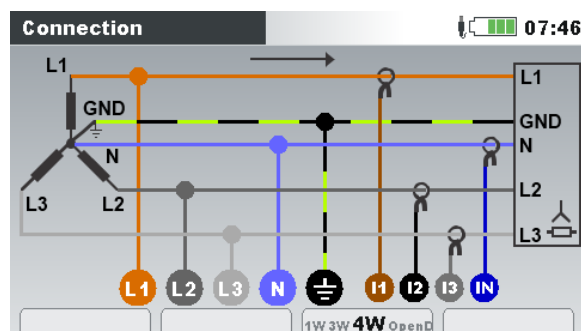 Connection 07:46
L1 L1
GND GND
N N
L3 L2 L2
L3
L1 L2 L3 N I1 I2 I3 IN
1W 3W 4W OpenD